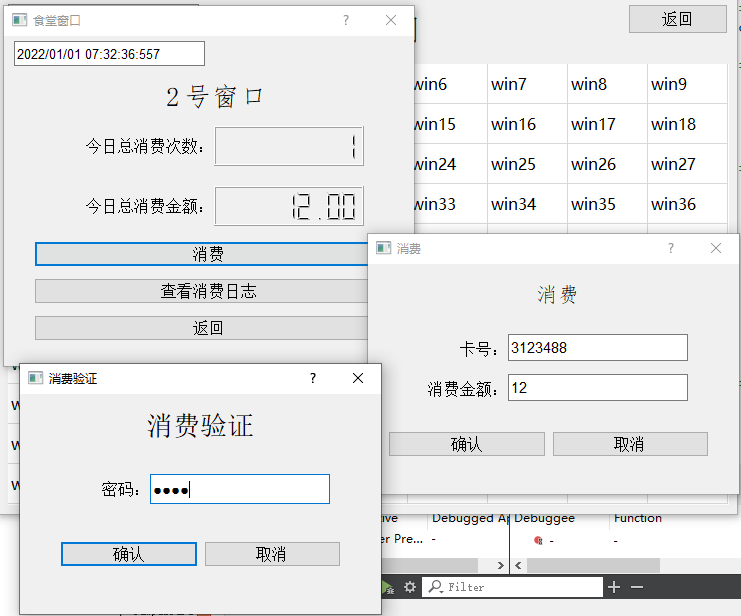 食堂窗口
2022/01/01 07:32:36:557
2号窗口
今日总消费次数: 1
今日总消费金额: 12.00
消费
查看消费日志
返回
返回
win6 win7 win8 win9
win15 win16 win17 win18
win24 win25 win26 win27
win33 win34 win35 win36
消费
消费
卡号: 3123488
消费金额: 12
确认 取消
消费验证
消费验证
密码: ●●●●
确认 取消
Debugged Ap Debuggee Function
er Pre... - - -
Filter